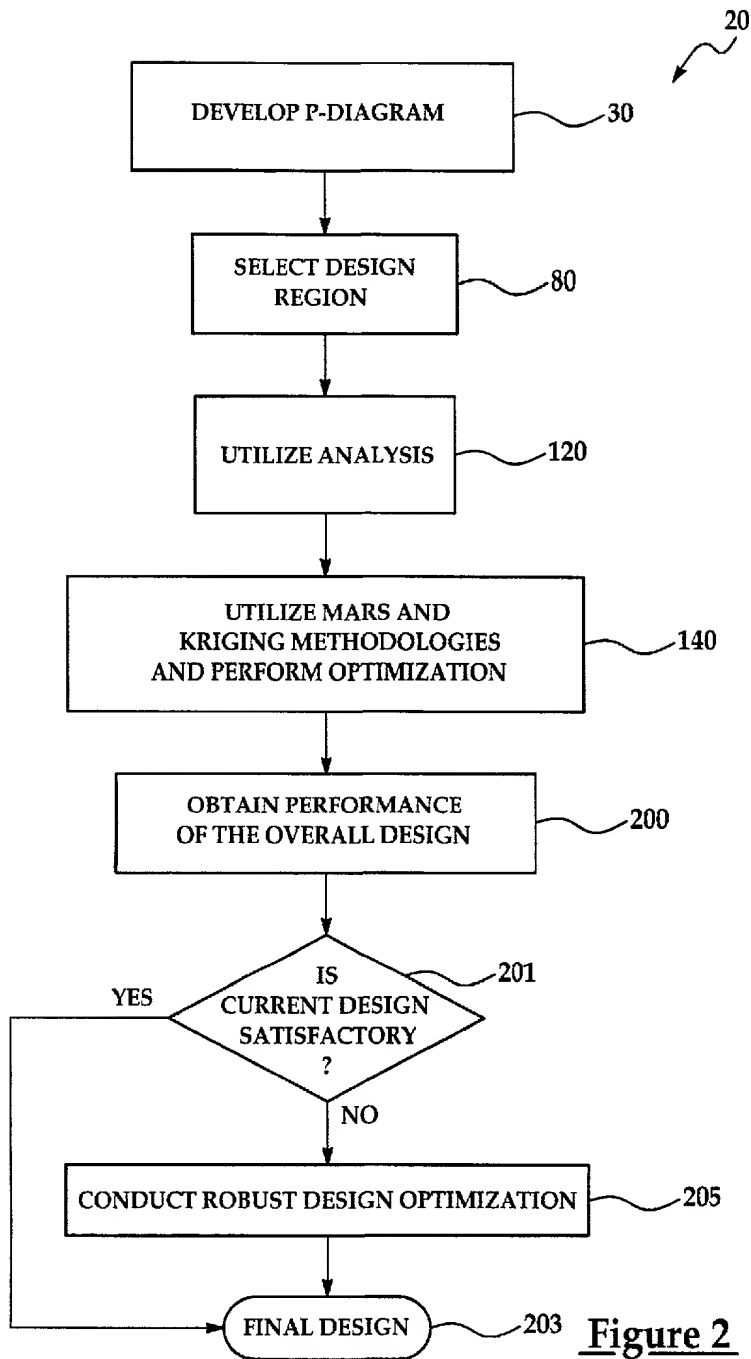 20
DEVELOP P-DIAGRAM
30
SELECT DESIGN
REGION
80
UTILIZE ANALYSIS
120
UTILIZE MARS AND
KRIGING METHODOLOGIES
AND PERFORM OPTIMIZATION
140
OBTAIN PERFORMANCE
OF THE OVERALL DESIGN
200
IS
CURRENT DESIGN
SATISFACTORY
?
201
YES
NO
CONDUCT ROBUST DESIGN OPTIMIZATION
205
FINAL DESIGN
203
Figure 2